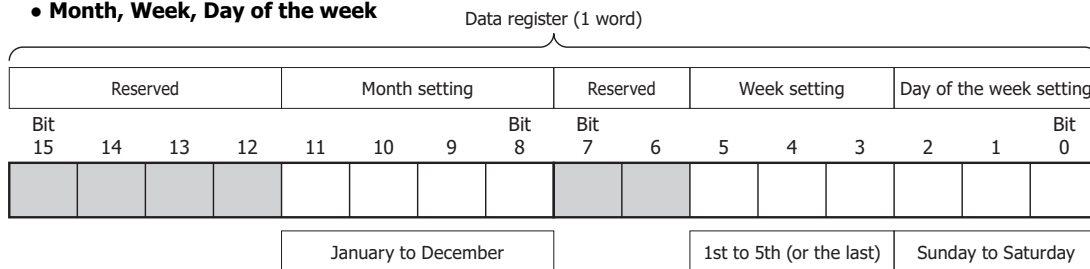 ● Month, Week, Day of the week
Data register (1 word)
Reserved Month setting Reserved Week setting Day of the week setting
Bit Bit Bit Bit
15 14 13 12 11 10 9 8 7 6 5 4 3 2 1 0
January to December 1st to 5th (or the last) Sunday to Saturday